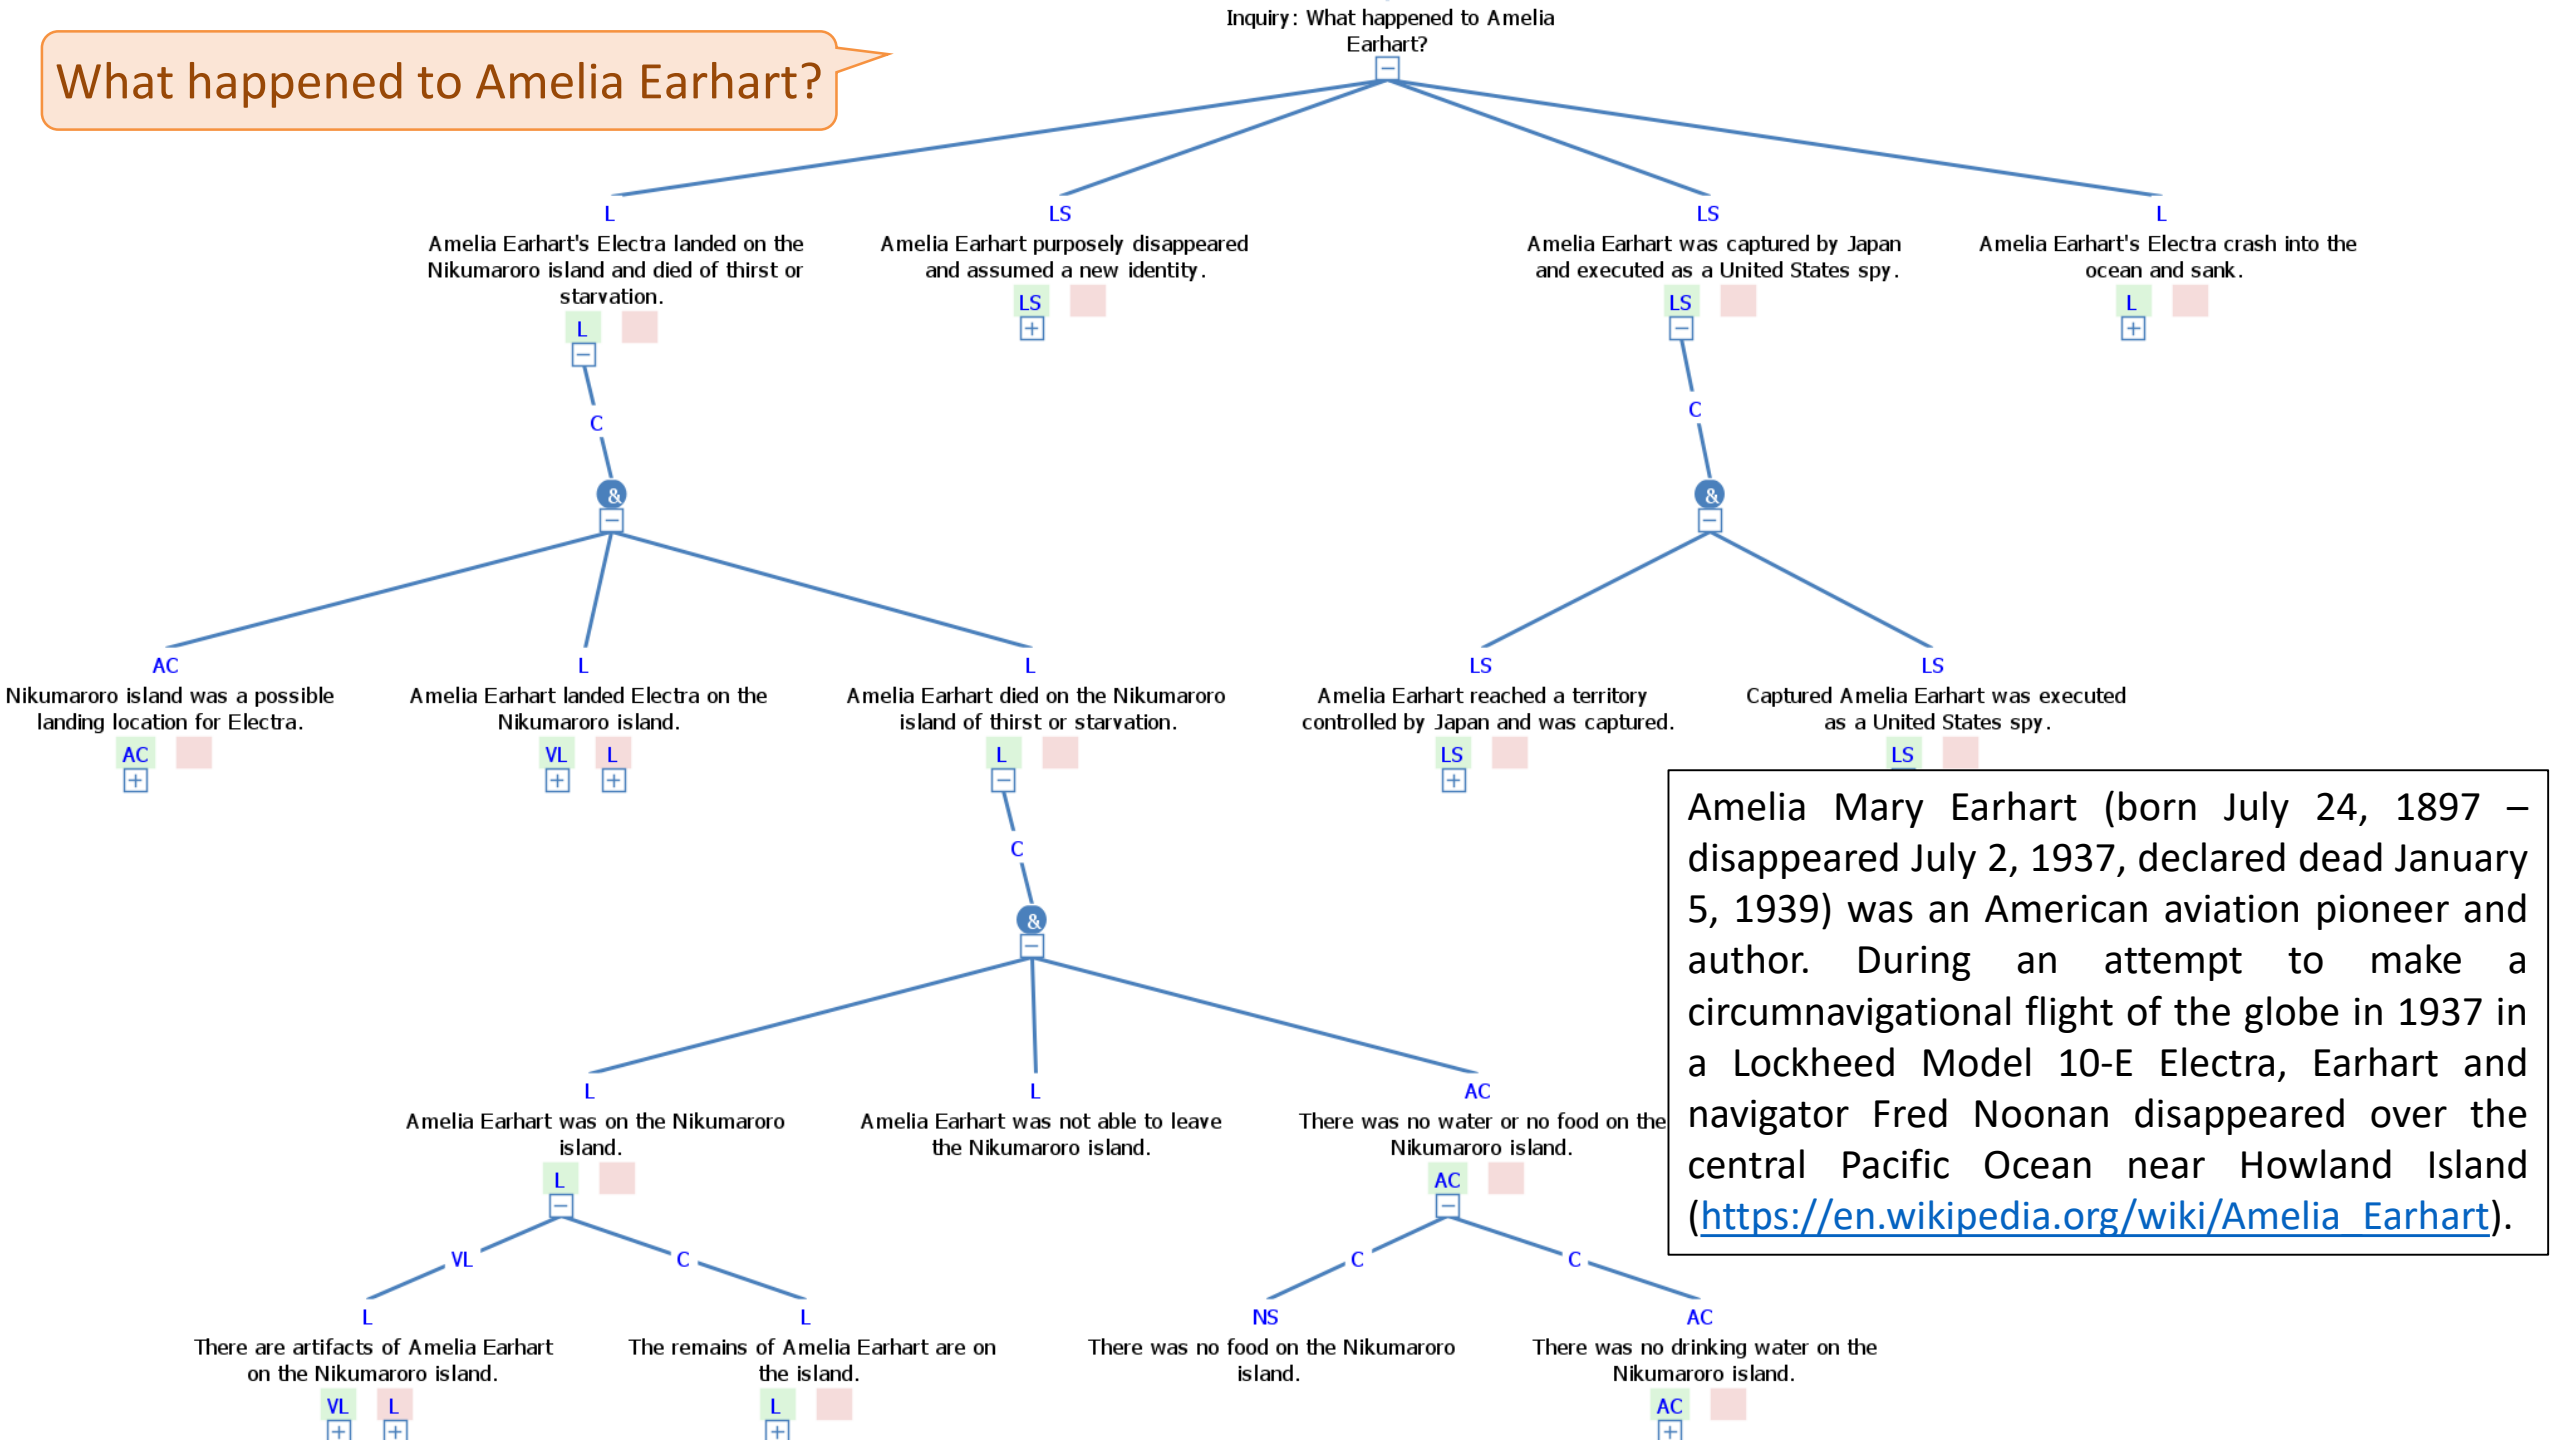 Inquiry: What happened to Amelia
Earhart?
What happened to Amelia Earhart?
L
Amelia Earhart's Electra landed on the
Nikumaroro island and died of thirst or
starvation.
L
LS
Amelia Earhart purposely disappeared
and assumed a new identity.
LS
LS
Amelia Earhart was captured by Japan
and executed as a United States spy.
LS
L
Amelia Earhart's Electra crash into the
ocean and sank.
L
C
&
C
&
AC
Nikumaroro island was a possible
landing location for Electra.
AC
L
Amelia Earhart landed Electra on the
Nikumaroro island.
VL L
L
Amelia Earhart died on the Nikumaroro
island of thirst or starvation.
L
LS
Amelia Earhart reached a territory
controlled by Japan and was captured.
LS
LS
Captured Amelia Earhart was executed
as a United States spy.
LS
C
&
Amelia Mary Earhart (born July 24, 1897 –
disappeared July 2, 1937, declared dead January
5, 1939) was an American aviation pioneer and
author. During an attempt to make a
circumnavigational flight of the globe in 1937 in
a Lockheed Model 10-E Electra, Earhart and
navigator Fred Noonan disappeared over the
central Pacific Ocean near Howland Island
(https://en.wikipedia.org/wiki/Amelia_Earhart).
L
Amelia Earhart was on the Nikumaroro
island.
L
L
Amelia Earhart was not able to leave
the Nikumaroro island.
AC
There was no water or no food on the
Nikumaroro island.
AC
VL
C
C
C
L
There are artifacts of Amelia Earhart
on the Nikumaroro island.
VL L
L
The remains of Amelia Earhart are on
the island.
L
NS
There was no food on the Nikumaroro
island.
AC
There was no drinking water on the
Nikumaroro island.
AC